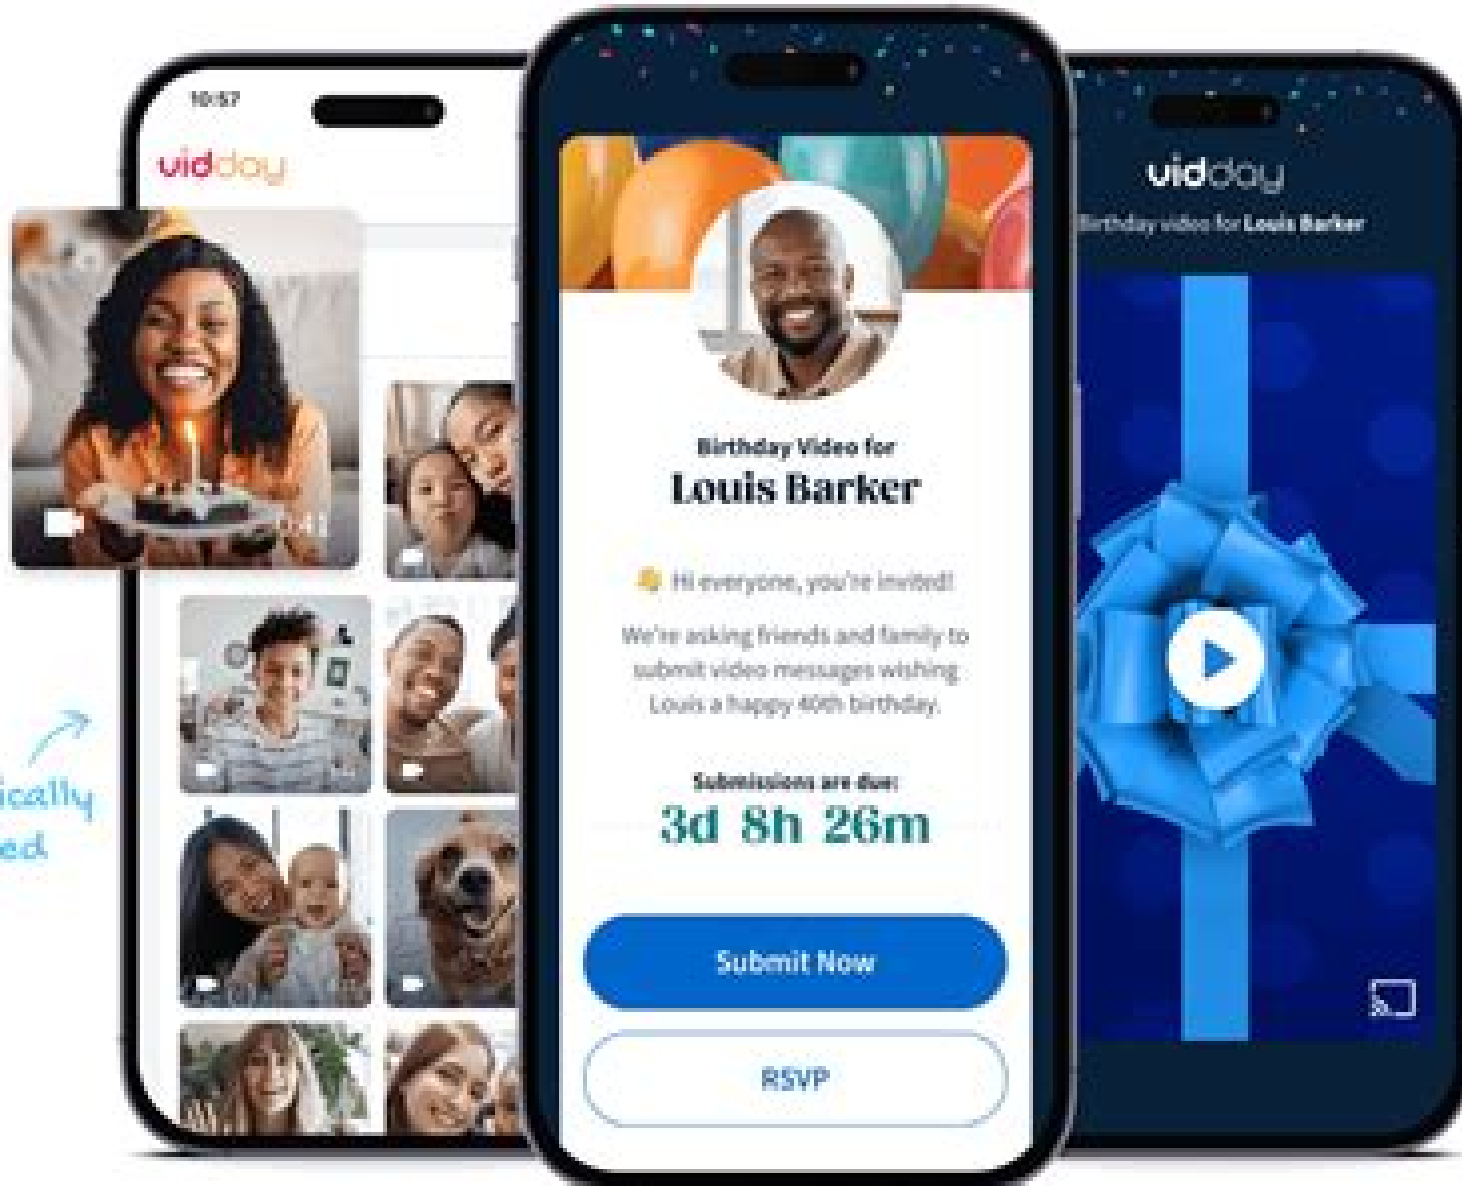 10:57
vidday
Birthday Video for
Louis Barker
Hi everyone, you're invited!
We're asking friends and family to
submit video messages wishing
Louis a happy 40th birthday.
Submissions are due:
3d 8h 26m
Submit Now
RSVP
vidday
Birthday video for Louis Barker
ically
ed